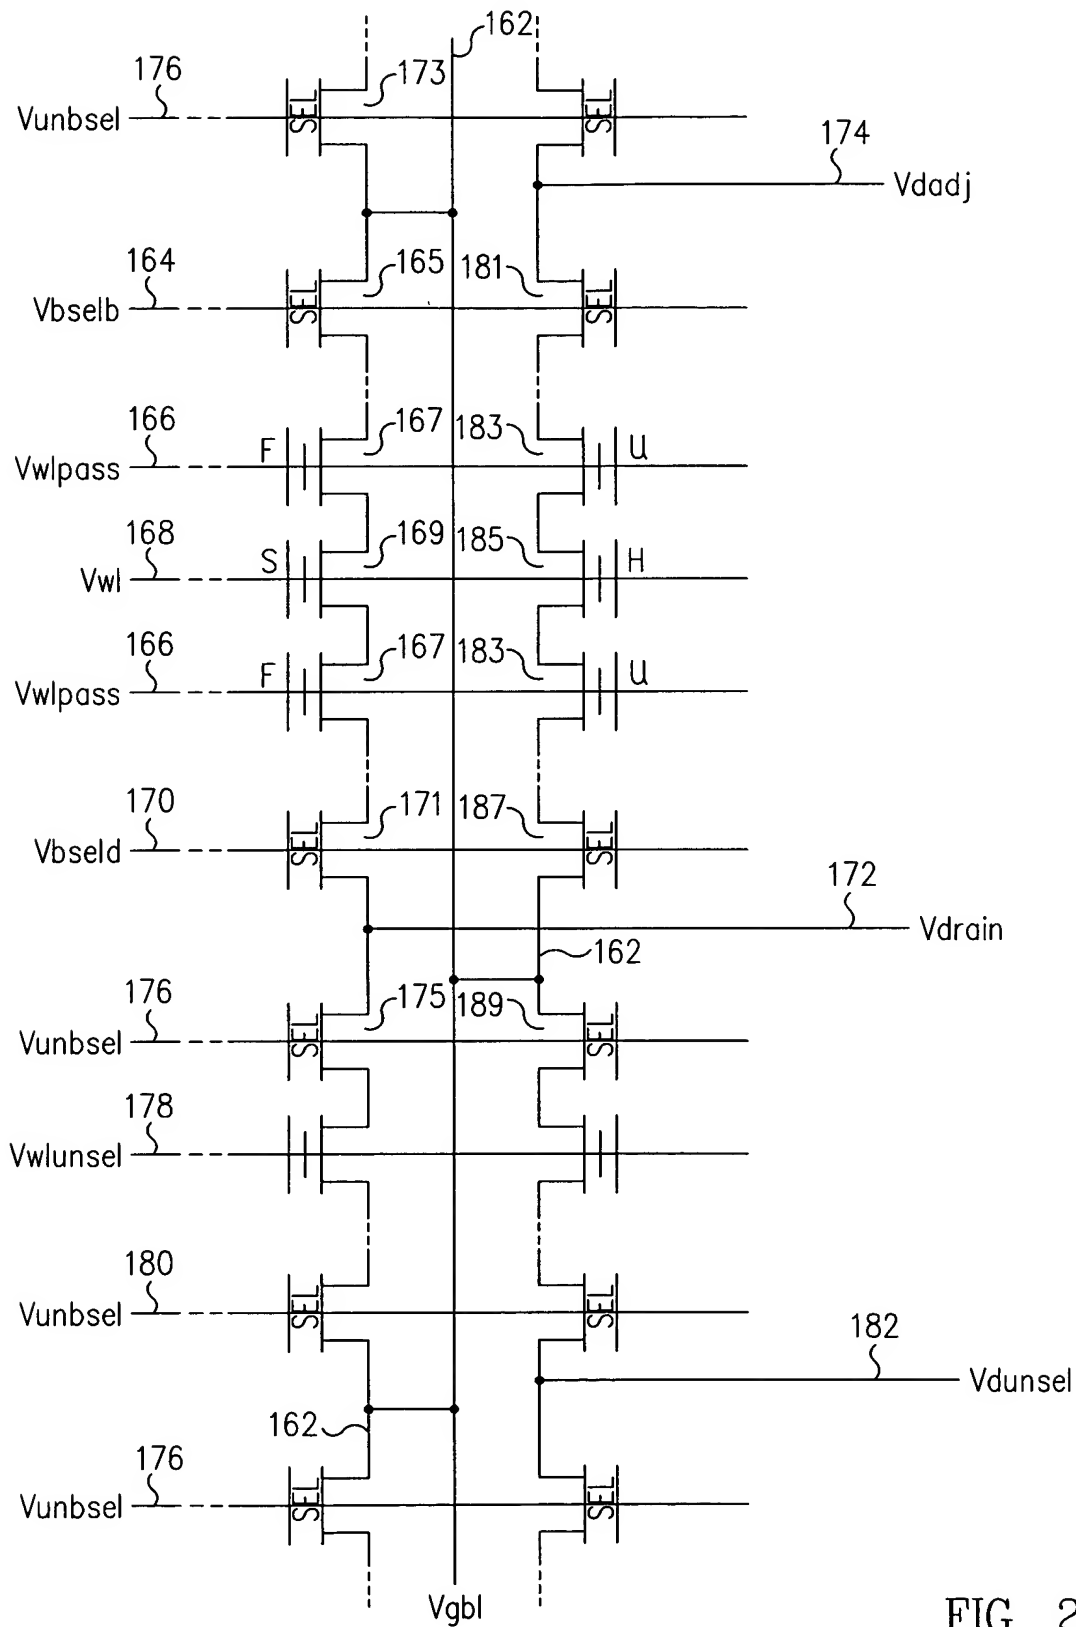 162
176
173
Vunbsel
SEL
SEL
174
Vdadj
164
165
181
Vbselb
SEL
SEL
166
F
167
183
U
Vwlpass
168
S
169
185
H
Vwl
166
F
167
183
U
Vwlpass
170
171
187
Vbseld
SEL
SEL
172
Vdrain
162
176
175
189
Vunbsel
SEL
SEL
178
Vwlunsel
180
Vunbsel
SEL
SEL
182
Vdunsel
162
176
Vunbsel
SEL
SEL
Vgbl
FIG. 2